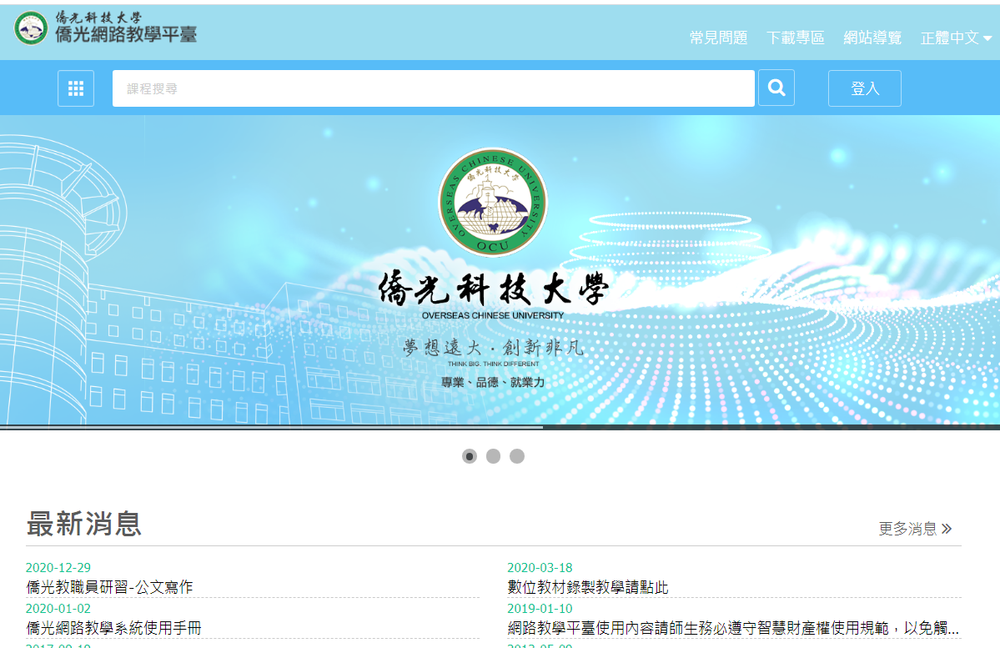 僑光科技大學
僑光網路教學平臺
常見問題 下載專區 網站導覽 正體中文
課程搜尋
登入
OVERSEAS CHINESE UNIVERSITY
僑光科技大學
OCU
僑光科技大學
OVERSEAS CHINESE UNIVERSITY
夢想遠大·創新非凡
THINK BIG. THINK DIFFERENT
專業、品德、就業力
最新消息
更多消息
2020-12-29
僑光教職員研習-公文寫作
2020-01-02
僑光網路教學系統使用手冊
2020-03-18
數位教材錄製教學請點此
2019-01-10
網路教學平臺使用內容請師生務必遵守智慧財產權使用規範，以免觸...